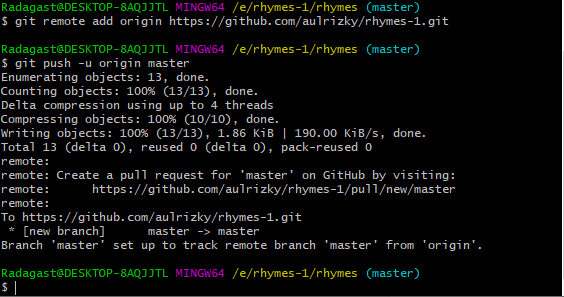 Radagast@DESKTOP-8AQJJTL MINGW64 /e/rhymes-1/rhymes (master)
$ git remote add origin https://github.com/aulrizky/rhymes-1.git
Radagast@DESKTOP-8AQJJTL MINGW64 /e/rhymes-1/rhymes (master)
$ git push -u origin master
Enumerating objects: 13, done.
Counting objects: 100% (13/13), done.
Delta compression using up to 4 threads
Compressing objects: 100% (10/10), done.
Writing objects: 100% (13/13), 1.86 KiB | 190.00 KiB/s, done.
Total 13 (delta 0), reused 0 (delta 0), pack-reused 0
remote:
remote: Create a pull request for 'master' on GitHub by visiting:
remote:      https://github.com/aulrizky/rhymes-1/pull/new/master
remote:
To https://github.com/aulrizky/rhymes-1.git
 * [new branch]      master -> master
Branch 'master' set up to track remote branch 'master' from 'origin'.
Radagast@DESKTOP-8AQJJTL MINGW64 /e/rhymes-1/rhymes (master)
$